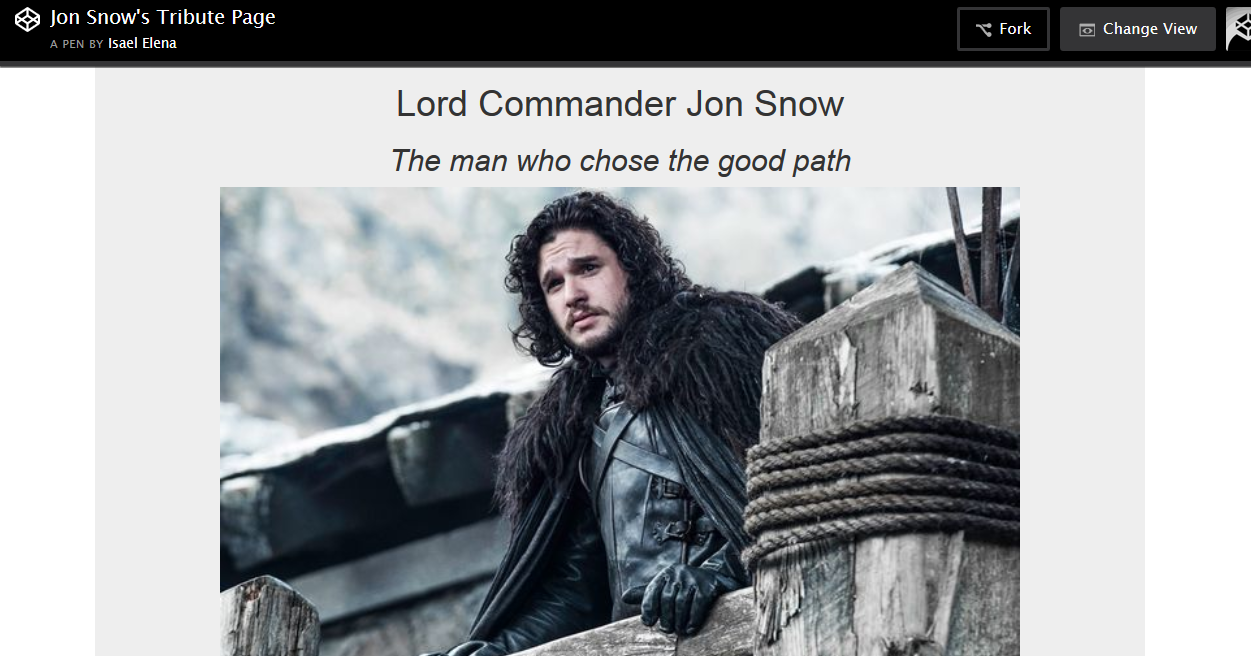 Jon Snow's Tribute Page
A PEN BY Isael Elena
Fork
Change View
Lord Commander Jon Snow
The man who chose the good path